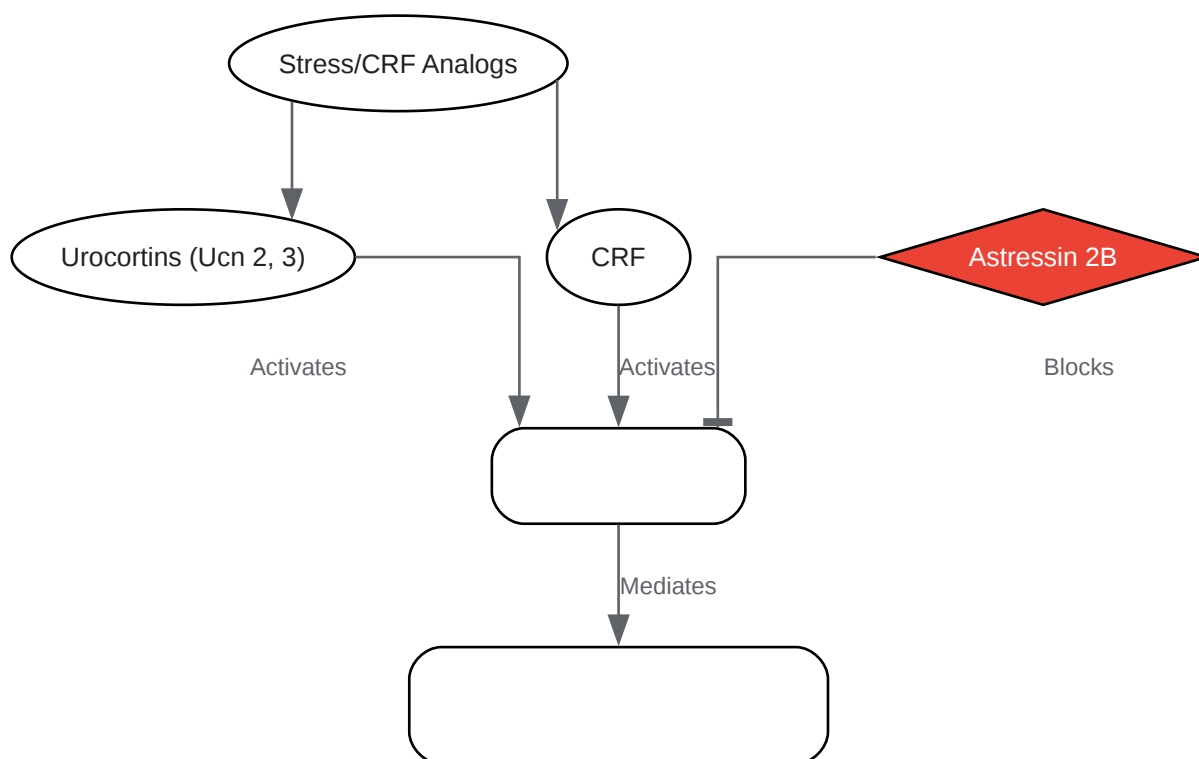 Stress/CRF Analogs
Urocortins (Ucn 2, 3)
CRF
Astressin 2B
Activates
Activates
Blocks
Mediates